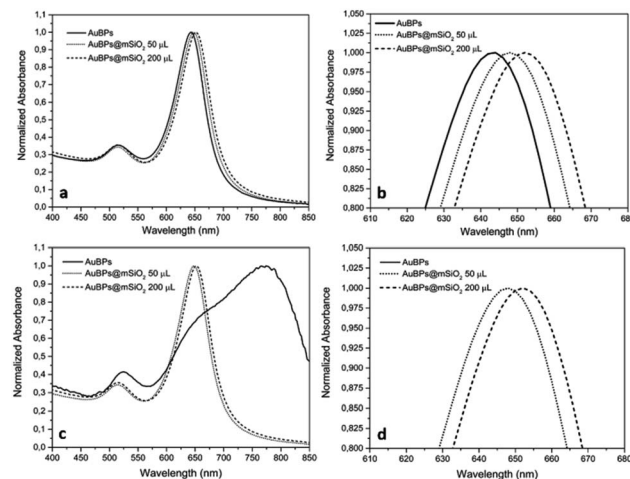 AuBPs
AuBPs@mSiO₂ 50 µL
AuBPs@mSiO₂ 200 µL
1,0
0,9
0,8
0,7
0,6
0,5
0,4
0,3
0,2
0,1
0,0
Normalized Absorbance
a
400 450 500 550 600 650 700 750 800 850
Wavelength (nm)
AuBPs
AuBPs@mSiO₂ 50 µL
AuBPs@mSiO₂ 200 µL
1,050
1,025
1,000
0,975
0,950
0,925
0,900
0,875
0,850
0,825
0,800
Normalized Absorbance
b
610 620 630 640 650 660 670 680
Wavelength (nm)
AuBPs
AuBPs@mSiO₂ 50 µL
AuBPs@mSiO₂ 200 µL
1,1
1,0
0,9
0,8
0,7
0,6
0,5
0,4
0,3
0,2
0,1
0,0
Normalized Absorbance
c
400 450 500 550 600 650 700 750 800 850
Wavelength (nm)
AuBPs
AuBPs@mSiO₂ 50 µL
AuBPs@mSiO₂ 200 µL
1,050
1,025
1,000
0,975
0,950
0,925
0,900
0,875
0,850
0,825
0,800
Normalized Absorbance
d
610 620 630 640 650 660 670 680
Wavelength (nm)